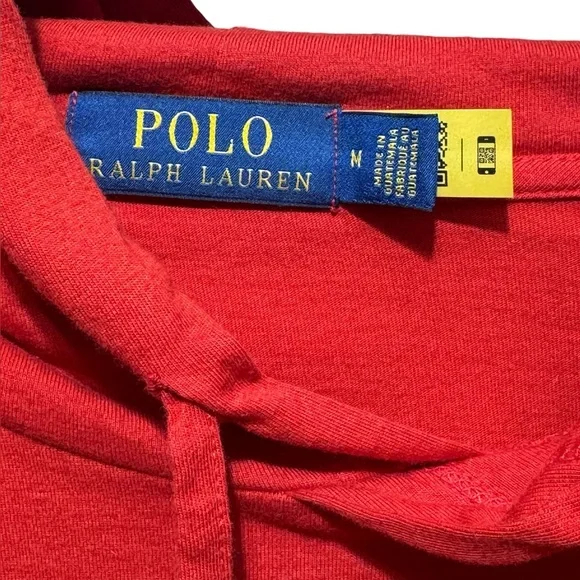 POLO
RALPH LAUREN
M
MADE IN
GUATEMALA
FABRIQUÉ AU
GUATEMALA